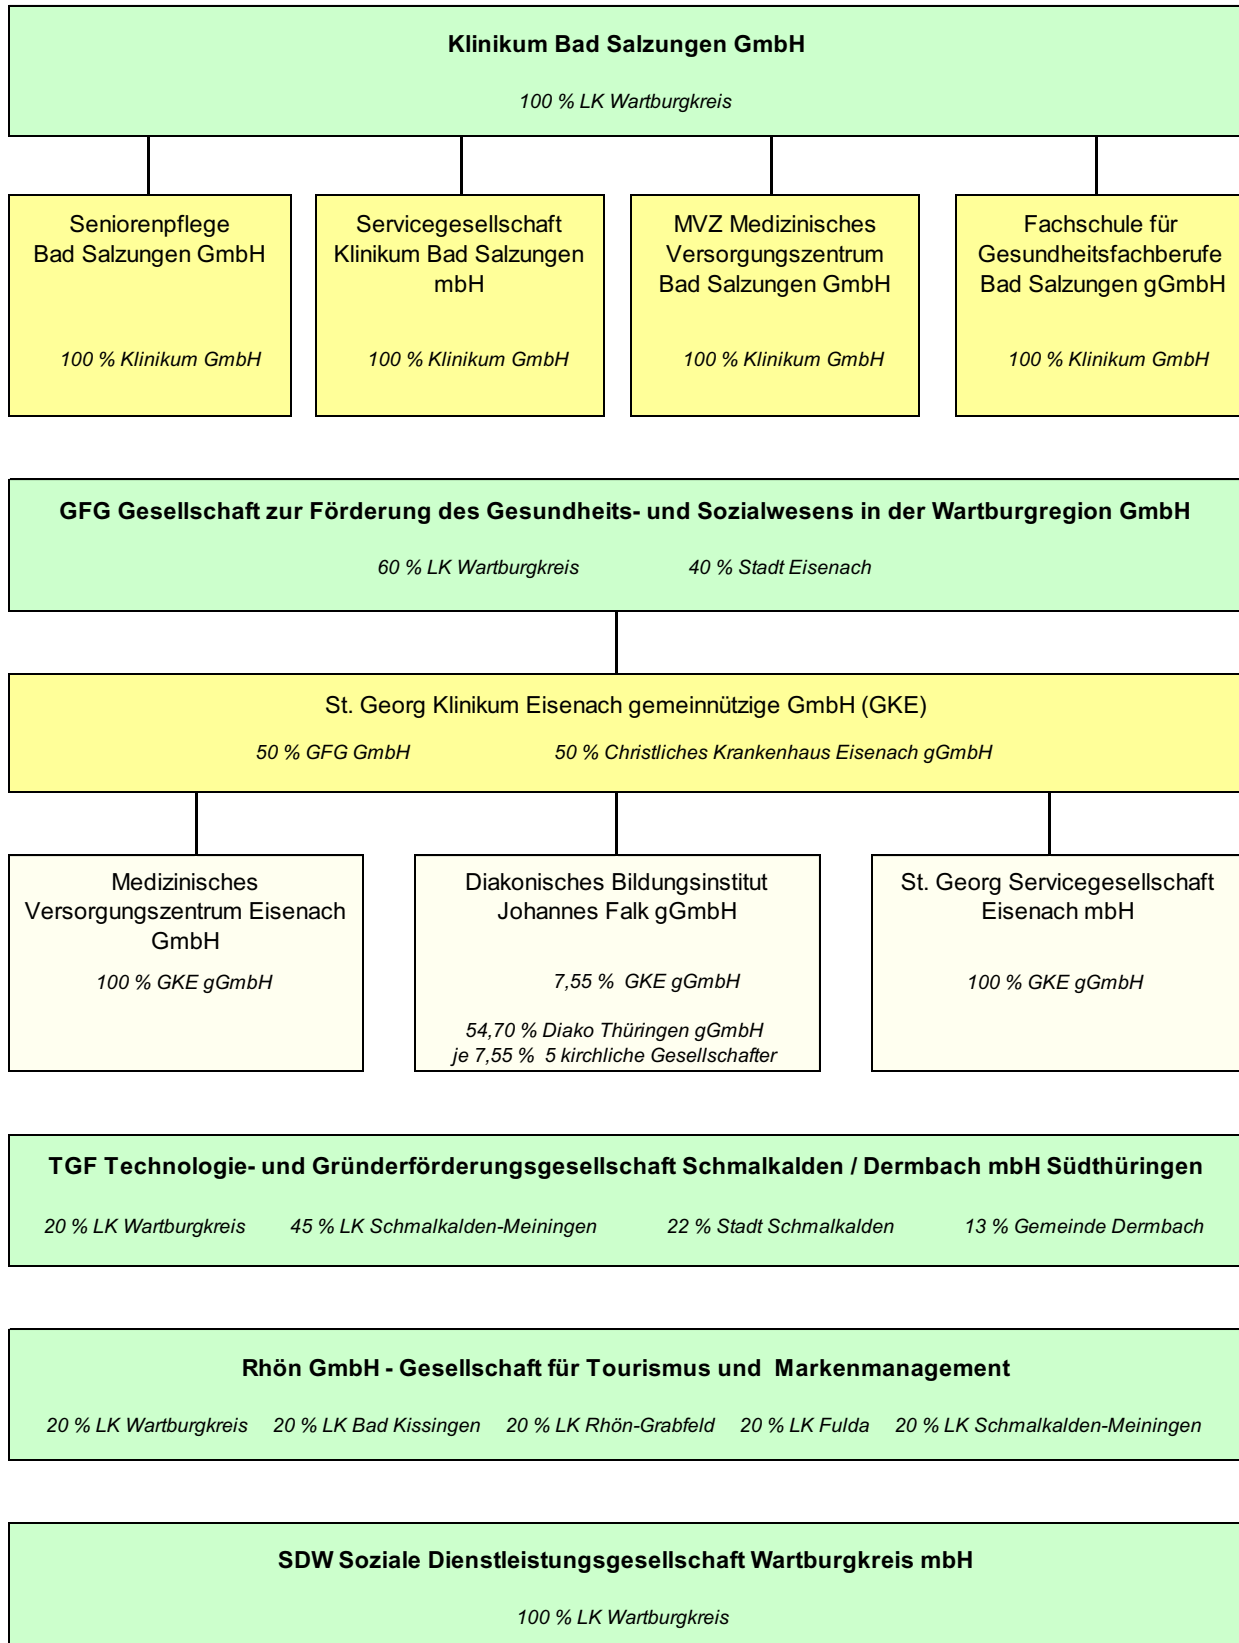 Klinikum Bad Salzungen GmbH
100 % LK Wartburgkreis
Seniorenpflege
Bad Salzungen GmbH
100 % Klinikum GmbH
Servicegesellschaft
Klinikum Bad Salzungen
mbH
100 % Klinikum GmbH
MVZ Medizinisches
Versorgungszentrum
Bad Salzungen GmbH
100 % Klinikum GmbH
Fachschule für
Gesundheitsfachberufe
Bad Salzungen gGmbH
100 % Klinikum GmbH
GFG Gesellschaft zur Förderung des Gesundheits- und Sozialwesens in der Wartburgregion GmbH
60 % LK Wartburgkreis 40 % Stadt Eisenach
St. Georg Klinikum Eisenach gemeinnützige GmbH (GKE)
50 % GFG GmbH 50 % Christliches Krankenhaus Eisenach gGmbH
Medizinisches
Versorgungszentrum Eisenach
GmbH
100 % GKE gGmbH
Diakonisches Bildungsinstitut
Johannes Falk gGmbH
7,55 % GKE gGmbH
54,70 % Diako Thüringen gGmbH
je 7,55 % 5 kirchliche Gesellschafter
St. Georg Servicegesellschaft
Eisenach mbH
100 % GKE gGmbH
TGF Technologie- und Gründerförderungsgesellschaft Schmalkalden / Dermbach mbH Südthüringen
20 % LK Wartburgkreis 45 % LK Schmalkalden-Meiningen 22 % Stadt Schmalkalden 13 % Gemeinde Dermbach
Rhön GmbH - Gesellschaft für Tourismus und Markenmanagement
20 % LK Wartburgkreis 20 % LK Bad Kissingen 20 % LK Rhön-Grabfeld 20 % LK Fulda 20 % LK Schmalkalden-Meiningen
SDW Soziale Dienstleistungsgesellschaft Wartburgkreis mbH
100 % LK Wartburgkreis